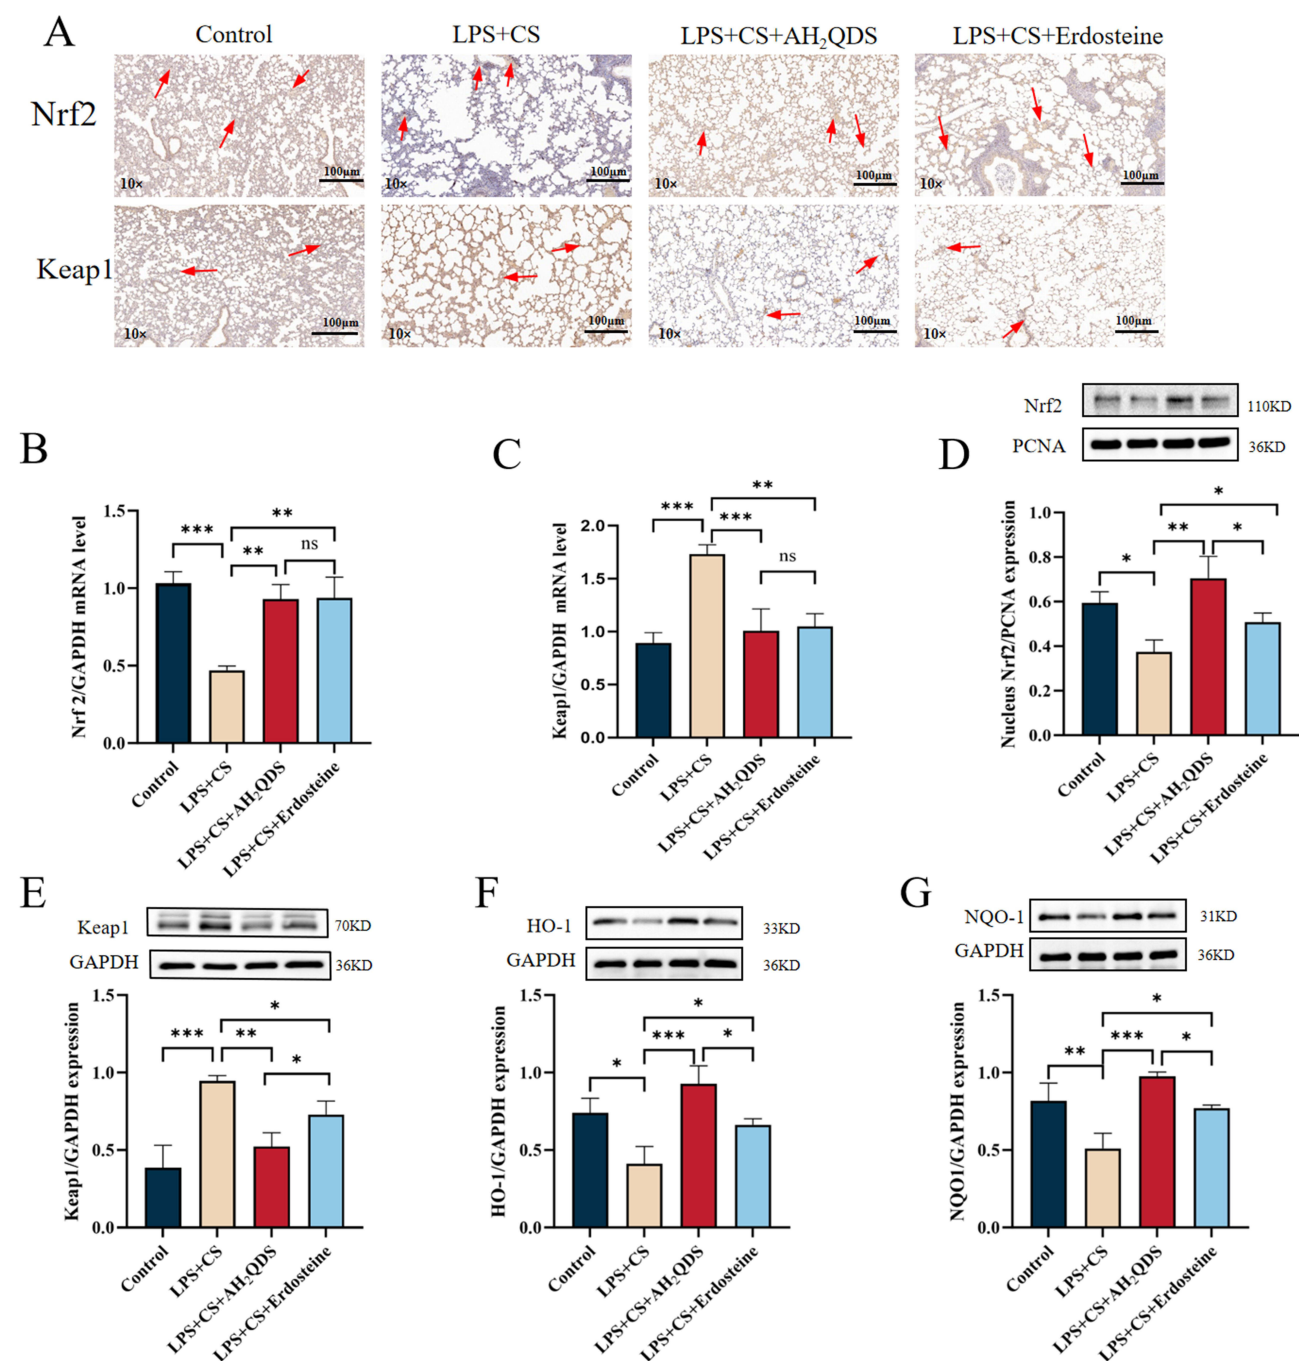 A
Control
LPS+CS
LPS+CS+AH₂QDS
LPS+CS+Erdosteine
Nrf2
10×
100μm
10×
100μm
10×
100μm
10×
100μm
Keap1
10×
100μm
10×
100μm
10×
100μm
10×
100μm
B
Nrf 2/GAPDH mRNA level
1.5
1.0
0.5
0.0
***
**
**
ns
Control
LPS+CS
LPS+CS+AH₂QDS
LPS+CS+Erdosteine
C
Keap1/GAPDH mRNA level
2.0
1.5
1.0
0.5
0.0
***
**
***
ns
Control
LPS+CS
LPS+CS+AH₂QDS
LPS+CS+Erdosteine
D
Nrf2
110KD
PCNA
36KD
Nucleus Nrf2/PCNA expression
1.0
0.8
0.6
0.4
0.2
0.0
*
*
**
*
Control
LPS+CS
LPS+CS+AH₂QDS
LPS+CS+Erdosteine
E
Keap1
70KD
GAPDH
36KD
Keap1/GAPDH expression
1.5
1.0
0.5
0.0
*
***
**
*
Control
LPS+CS
LPS+CS+AH₂QDS
LPS+CS+Erdosteine
F
HO-1
33KD
GAPDH
36KD
HO-1/GAPDH expression
1.5
1.0
0.5
0.0
*
***
*
*
Control
LPS+CS
LPS+CS+AH₂QDS
LPS+CS+Erdosteine
G
NQO-1
31KD
GAPDH
36KD
NQO1/GAPDH expression
1.5
1.0
0.5
0.0
*
**
***
*
Control
LPS+CS
LPS+CS+AH₂QDS
LPS+CS+Erdosteine